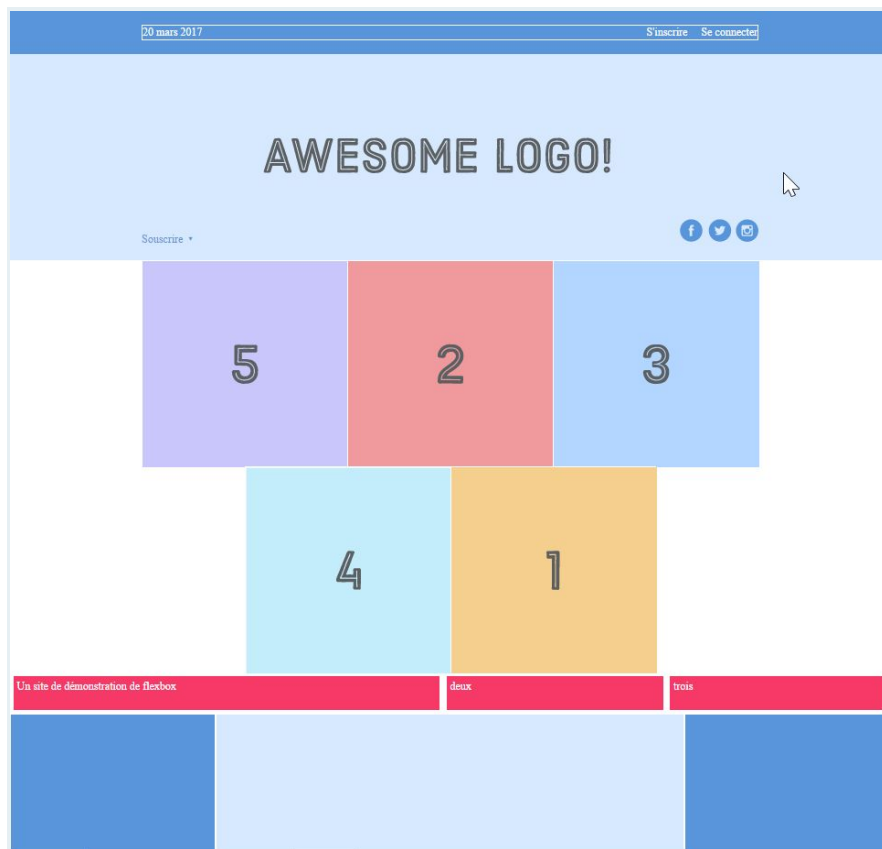 20 mars 2017 S'inscrire Se connecter
AWESOME LOGO!
Souscrire
5 2 3
4 1
Un site de démonstration de flexbox deux trois